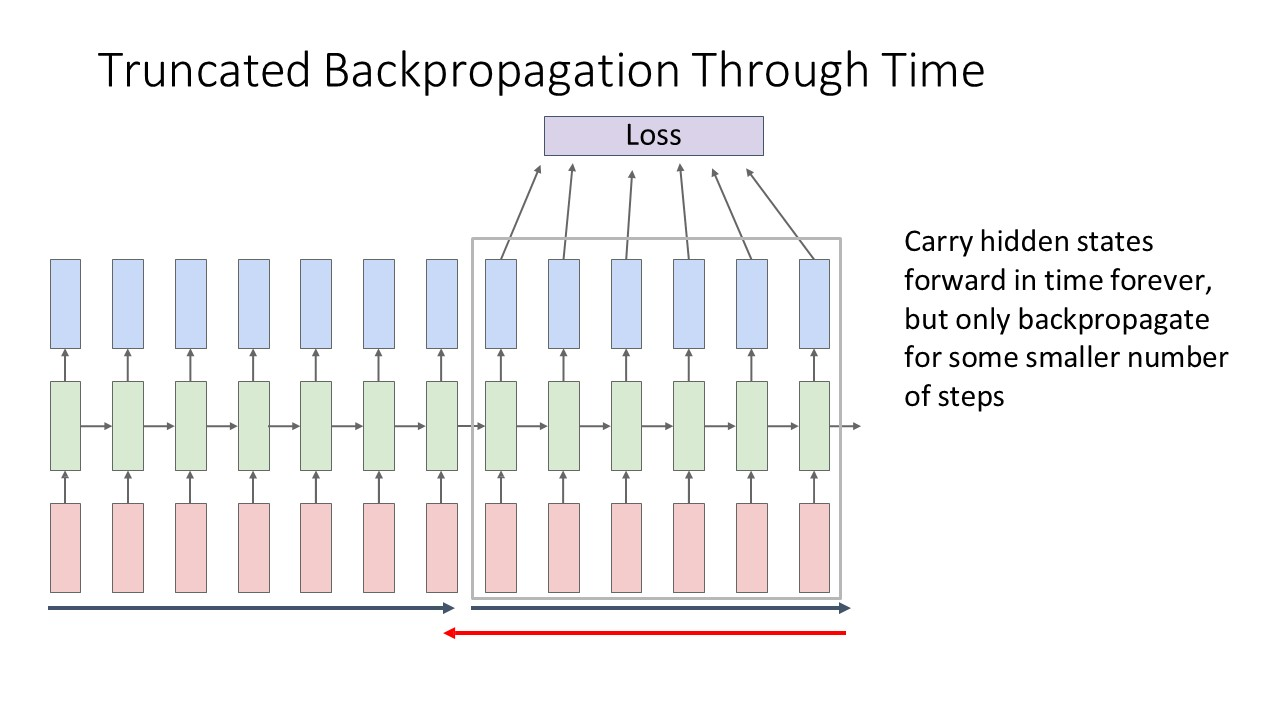 Truncated Backpropagation Through Time
Loss
Carry hidden states
forward in time forever,
but only backpropagate
for some smaller number
of steps